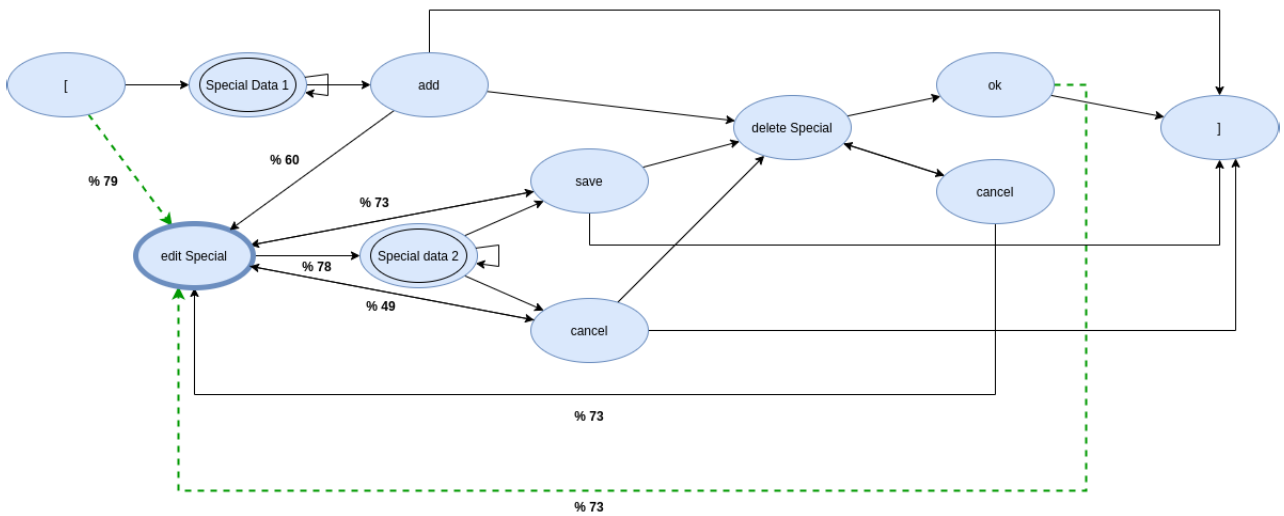 [
Special Data 1
add
ok
delete Special
]
% 60
% 79
save
cancel
% 73
edit Special
Special data 2
% 78
% 49
cancel
% 73
% 73